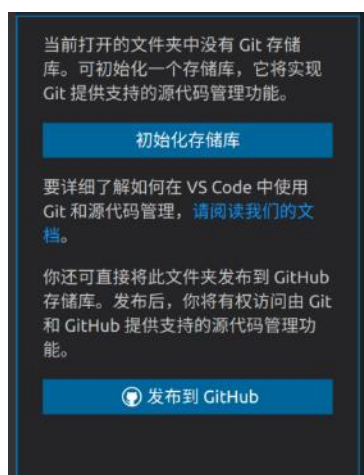 当前打开的文件夹中没有 Git 存储
库。可初始化一个存储库，它将实现
Git 提供支持的源代码管理功能。
初始化存储库
要详细了解如何在 VS Code 中使用
Git 和源代码管理，请阅读我们的文
档。
你还可直接将此文件夹发布到 GitHub
存储库。发布后，你将有权访问由 Git
和 GitHub 提供支持的源代码管理功
能。
发布到 GitHub